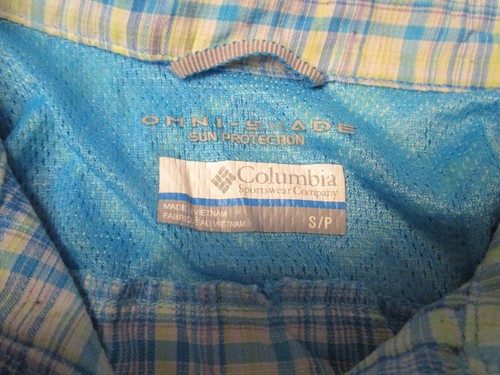 OMNI-SHADE
SUN PROTECTION
Columbia
Sportswear Company
MADE IN VIETNAM
FABRIQUÉ AU VIETNAM
S/P